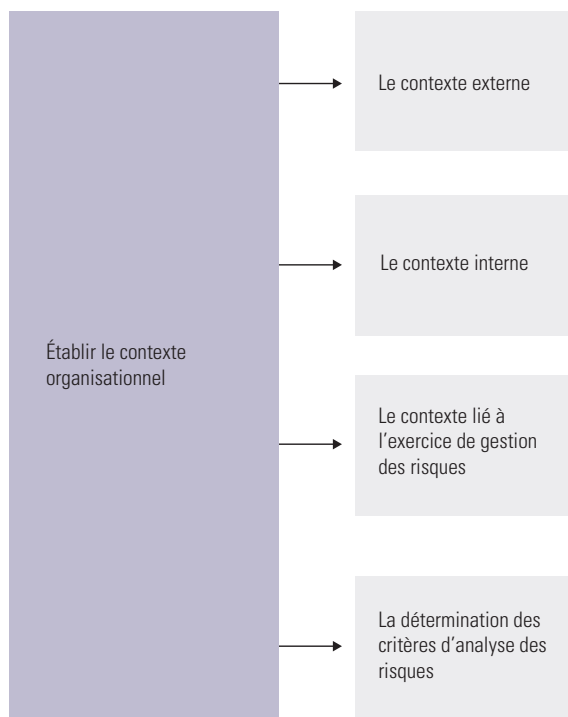 Établir le contexte
organisationnel
Le contexte externe
Le contexte interne
Le contexte lié à
l’exercice de gestion
des risques
La détermination des
critères d’analyse des
risques